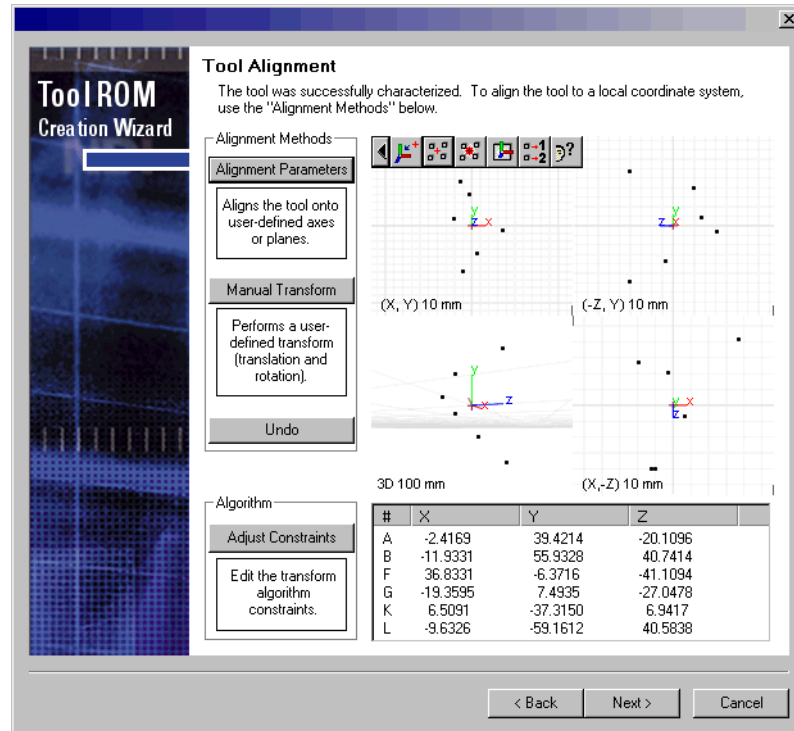 Tool ROM
Creation Wizard
Tool Alignment
The tool was successfully characterized. To align the tool to a local coordinate system,
use the "Alignment Methods" below.
Alignment Methods
Alignment Parameters
Aligns the tool onto
user-defined axes
or planes.
Manual Transform
Performs a user-
defined transform
(translation and
rotation).
Undo
Algorithm
Adjust Constraints
Edit the transform
algorithm
constraints.
1
2
?
y
z x
(X, Y) 10 mm
y
z x
(-Z, Y) 10 mm
y
x z
3D 100 mm
y x
z
(X,-Z) 10 mm
# X Y Z
A -2.4169 39.4214 -20.1096
B -11.9331 55.9328 40.7414
F 36.8331 -6.3716 -41.1094
G -19.3595 7.4935 -27.0478
K 6.5091 -37.3150 6.9417
L -9.6326 -59.1612 40.5838
< Back
Next >
Cancel